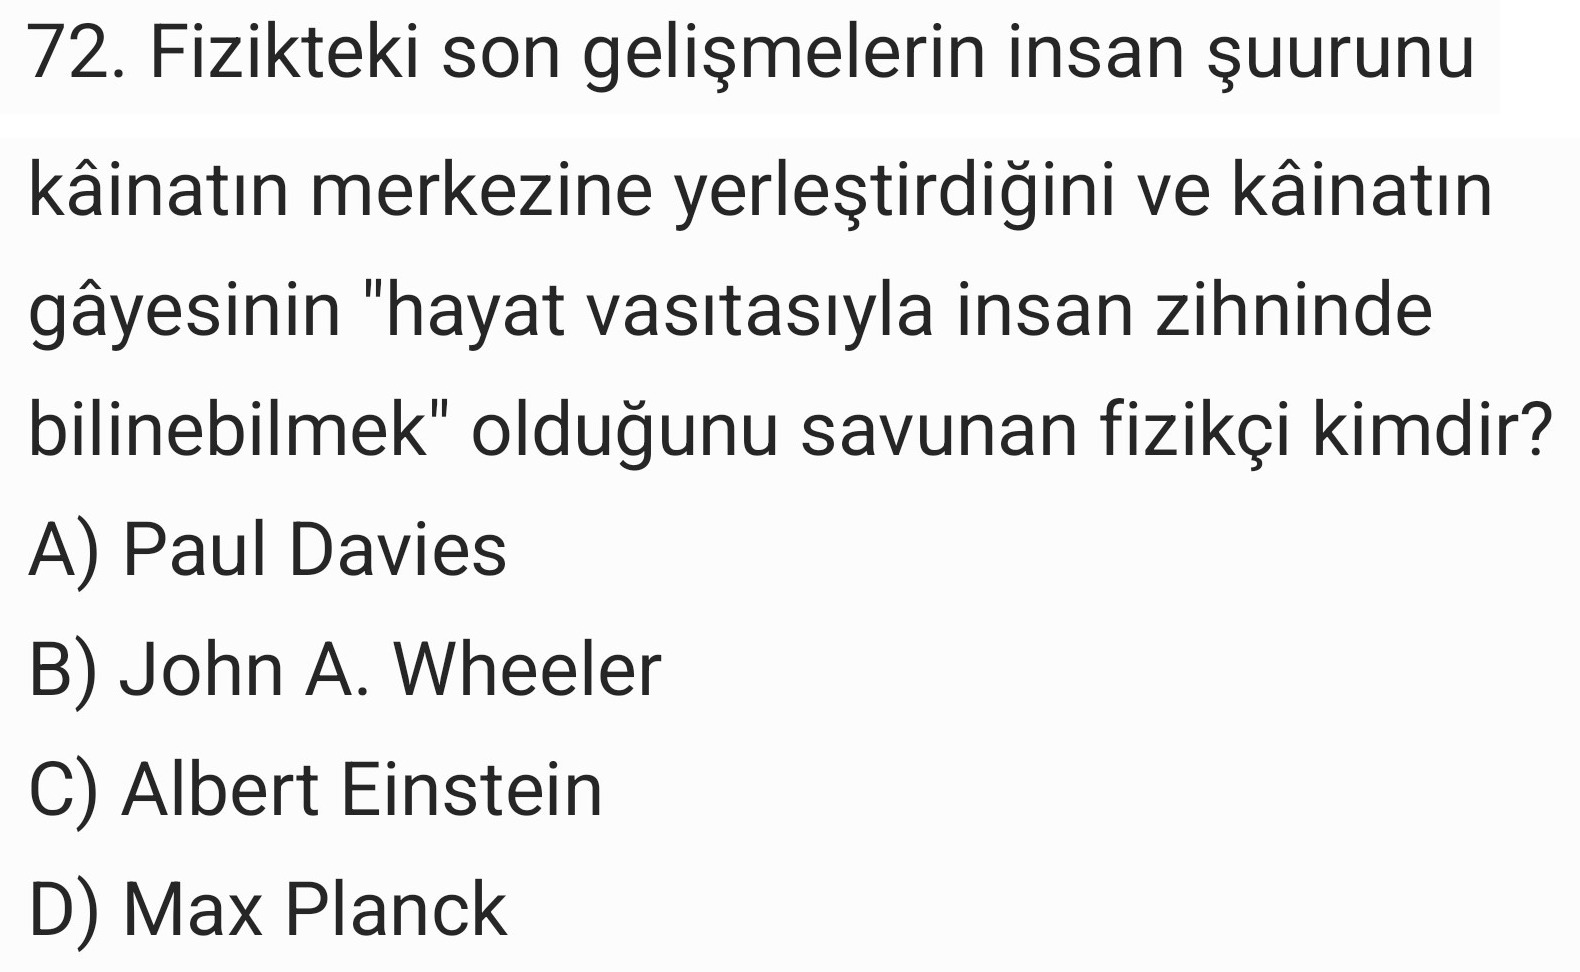 72. Fizikteki son gelişmelerin insan şuurunu
kâinatın merkezine yerleştirdiğini ve kâinatın
gâyesinin "hayat vasıtasıyla insan zihninde
bilinebilmek" olduğunu savunan fizikçi kimdir?
A) Paul Davies
B) John A. Wheeler
C) Albert Einstein
D) Max Planck